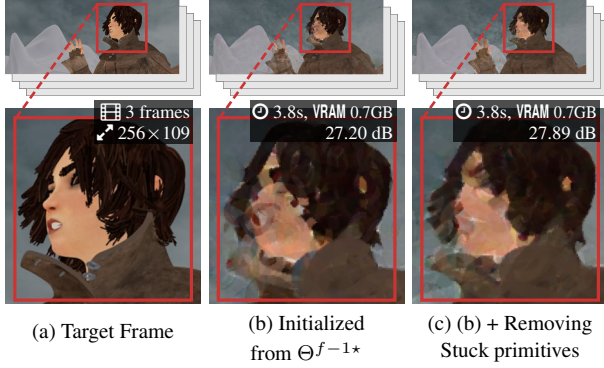 3 frames
256×109
3.8s, VRAM 0.7GB
27.20 dB
3.8s, VRAM 0.7GB
27.89 dB
(a) Target Frame
(b) Initialized
from Θ^{f−1⋆}
(c) (b) + Removing
Stuck primitives